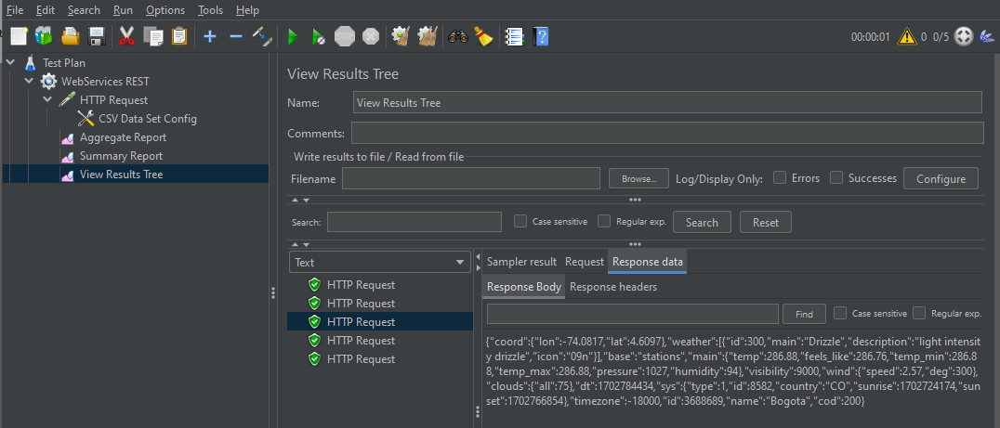 File Edit Search Run Options Tools Help
00:00:01 0 0/5
Test Plan
WebServices REST
HTTP Request
CSV Data Set Config
Aggregate Report
Summary Report
View Results Tree
View Results Tree
Name: View Results Tree
Comments:
Write results to file / Read from file
Filename Browse... Log/Display Only: Errors Successes Configure
Search: Case sensitive Regular exp. Search Reset
Text
HTTP Request
HTTP Request
HTTP Request
HTTP Request
HTTP Request
Sampler result Request Response data
Response Body Response headers
Find Case sensitive Regular exp.
{"coord":{"lon":-74.0817,"lat":4.6097},"weather":[{"id":300,"main":"Drizzle","description":"light intensit
y drizzle","icon":"09n"}],"base":"stations","main":{"temp":286.88,"feels_like":286.76,"temp_min":286.8
8,"temp_max":286.88,"pressure":1027,"humidity":94},"visibility":9000,"wind":{"speed":2.57,"deg":300}
,"clouds":{"all":75},"dt":1702784434,"sys":{"type":1,"id":8582,"country":"CO","sunrise":1702724174,"sun
set":1702766854},"timezone":-18000,"id":3688689,"name":"Bogota","cod":200}